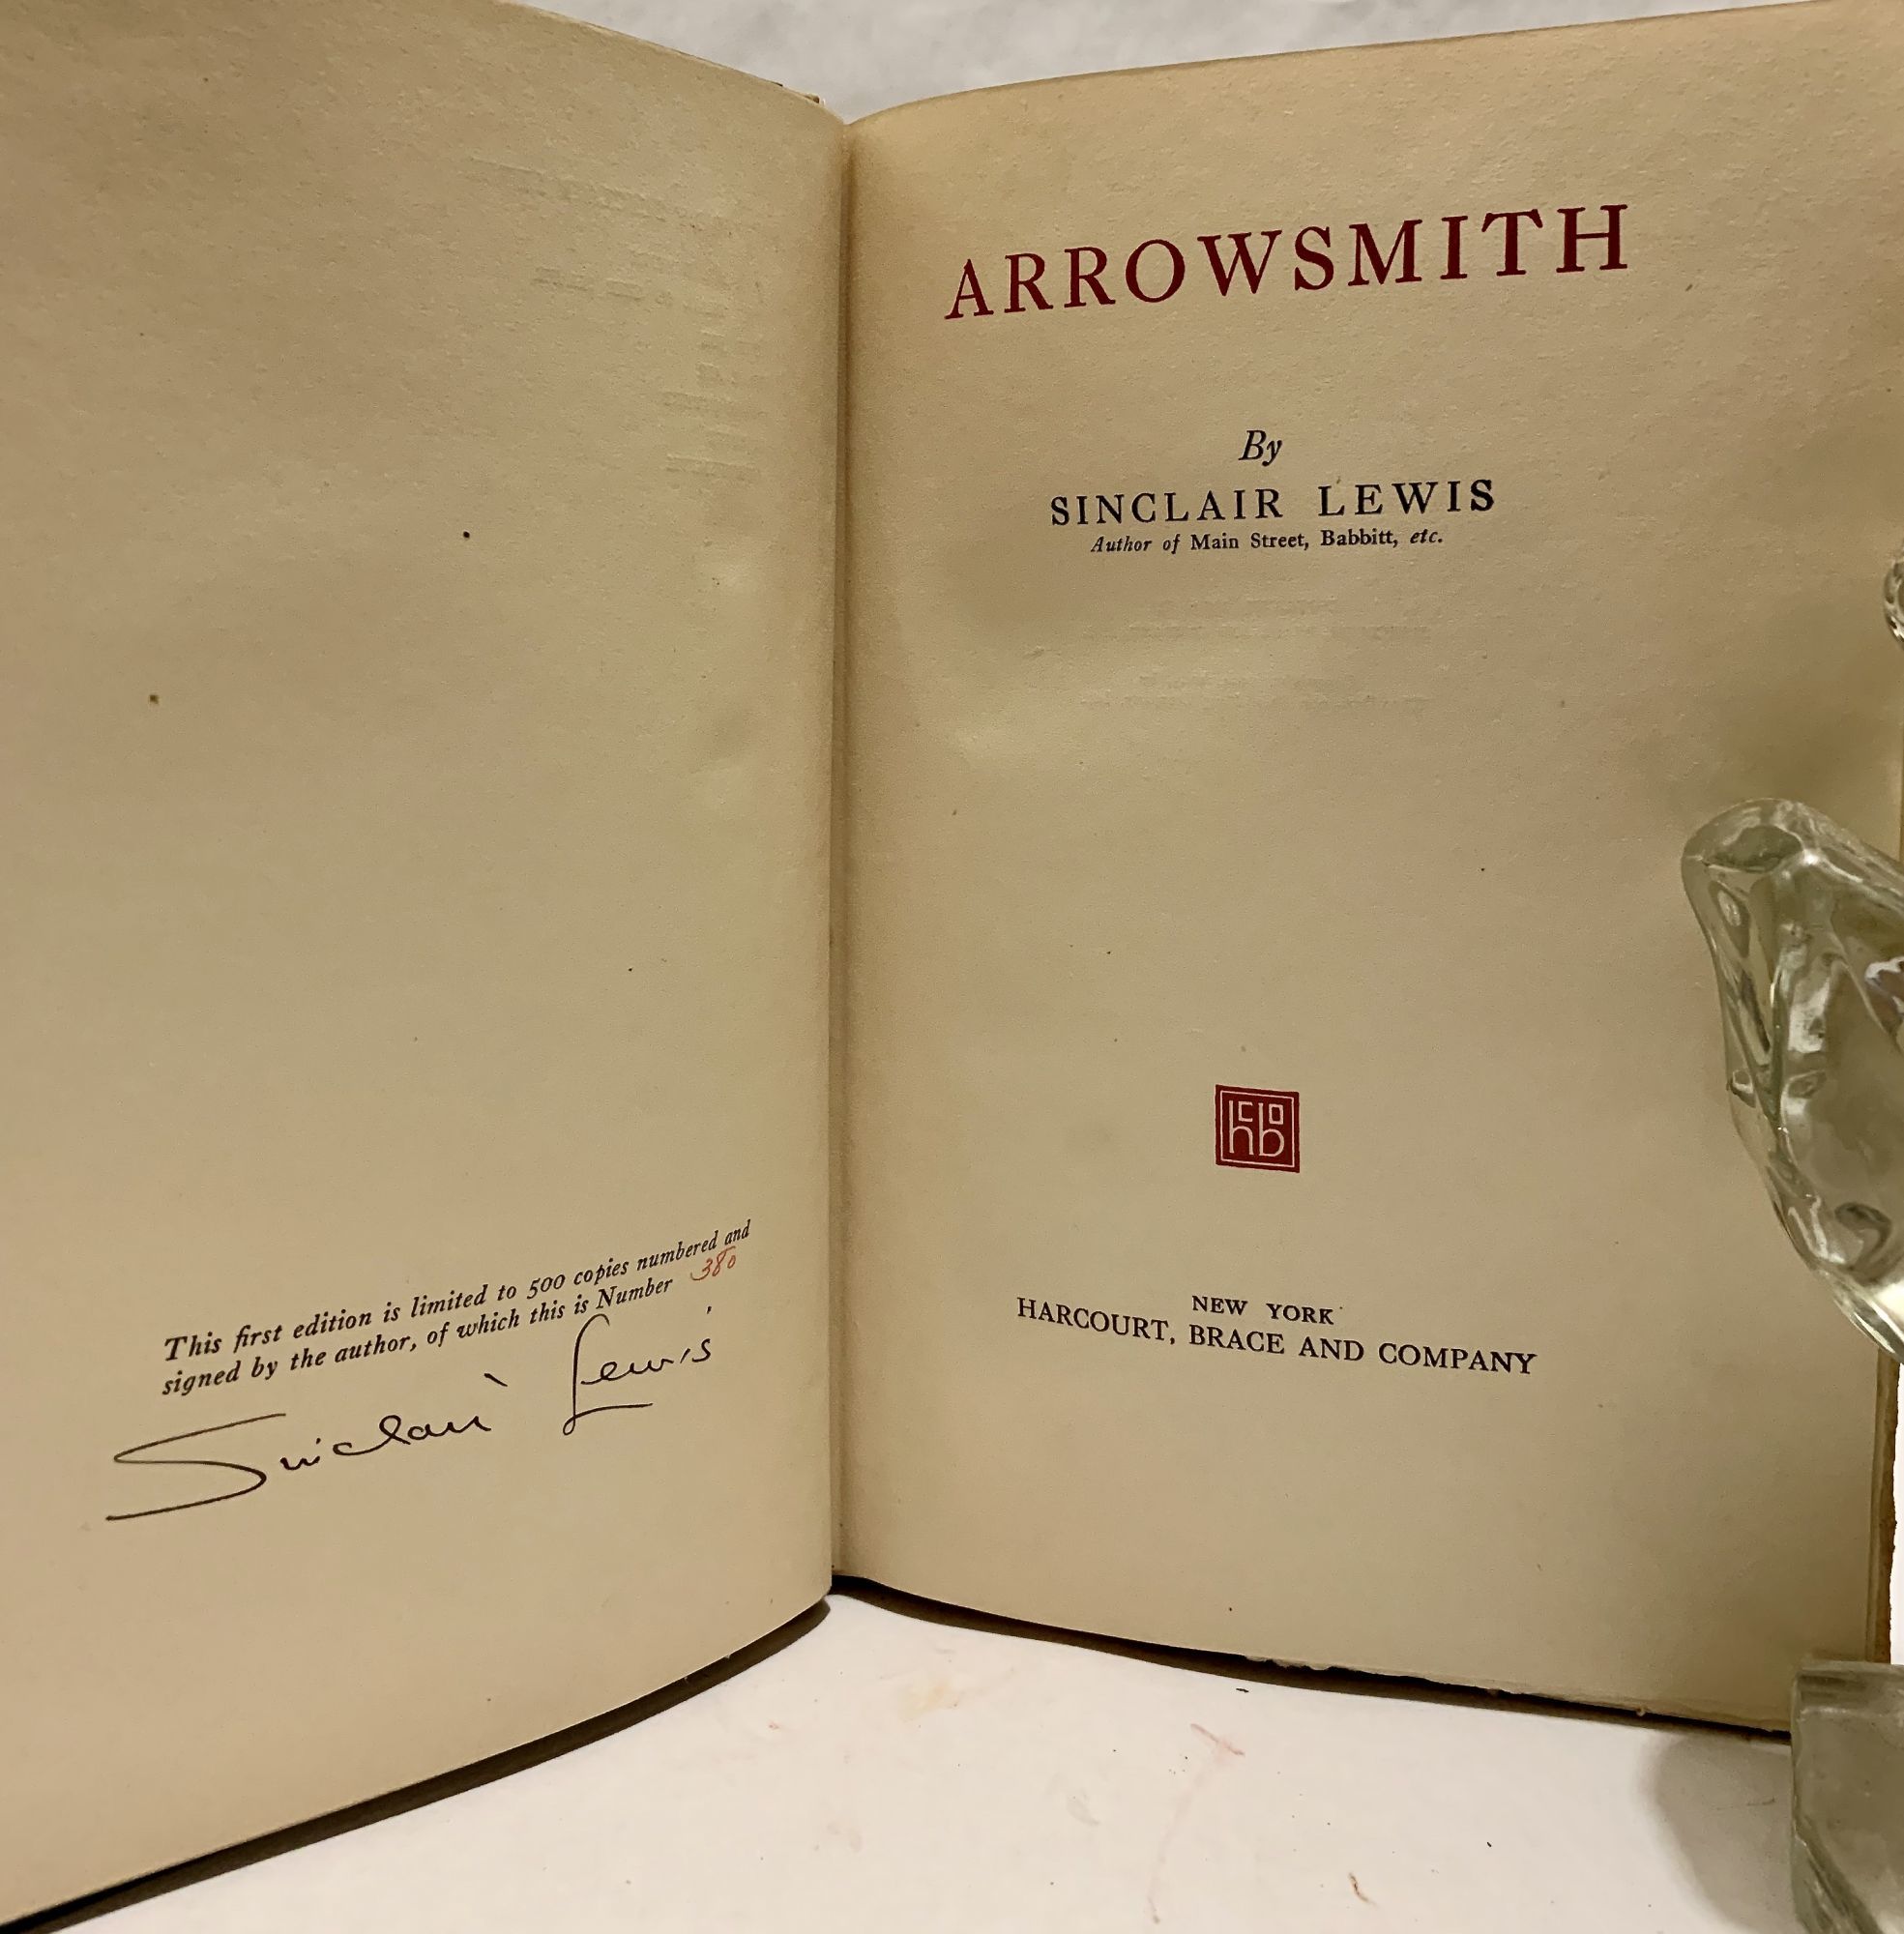 This first edition is limited to 500 copies numbered and
signed by the author, of which this is Number 380
Sinclair Lewis
ARROWSMITH
By
SINCLAIR LEWIS
Author of Main Street, Babbitt, etc.
hcbo
NEW YORK
HARCOURT, BRACE AND COMPANY